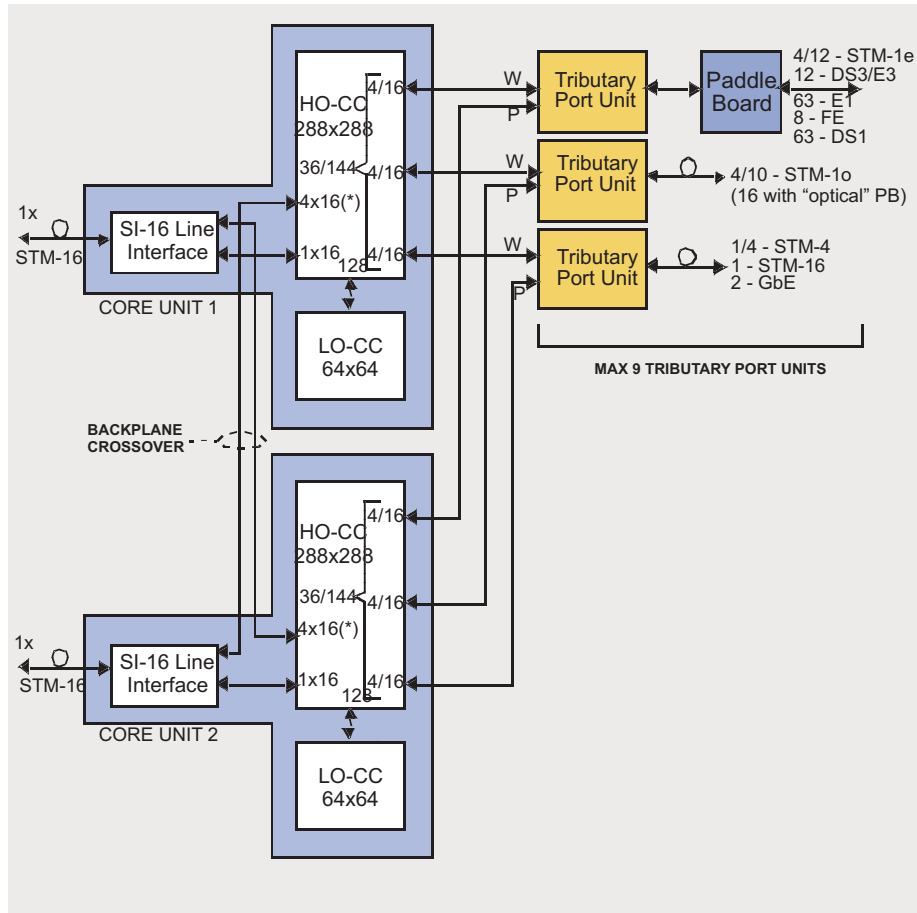 HO-CC
288x288
36/144
4x16(*)
1x16
128
4/16
4/16
4/16
1x
STM-16
SI-16 Line
Interface
CORE UNIT 1
LO-CC
64x64
W
P
Tributary
Port Unit
Paddle
Board
4/12 - STM-1e
12 - DS3/E3
63 - E1
8 - FE
63 - DS1
W
P
Tributary
Port Unit
4/10 - STM-1o
(16 with “optical” PB)
W
P
Tributary
Port Unit
1/4 - STM-4
1 - STM-16
2 - GbE
MAX 9 TRIBUTARY PORT UNITS
BACKPLANE
CROSSOVER
HO-CC
288x288
36/144
4x16(*)
1x16
128
4/16
4/16
4/16
1x
STM-16
SI-16 Line
Interface
CORE UNIT 2
LO-CC
64x64